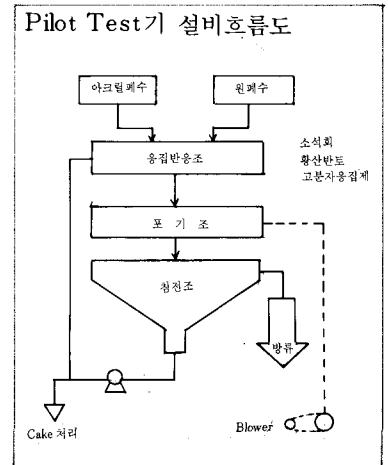 Pilot Test기 설비흐름도
아크릴폐수
원폐수
응집반응조
소석회
황산반토
고분자응집제
포 기 조
침전조
방류
Cake 처리
Blower